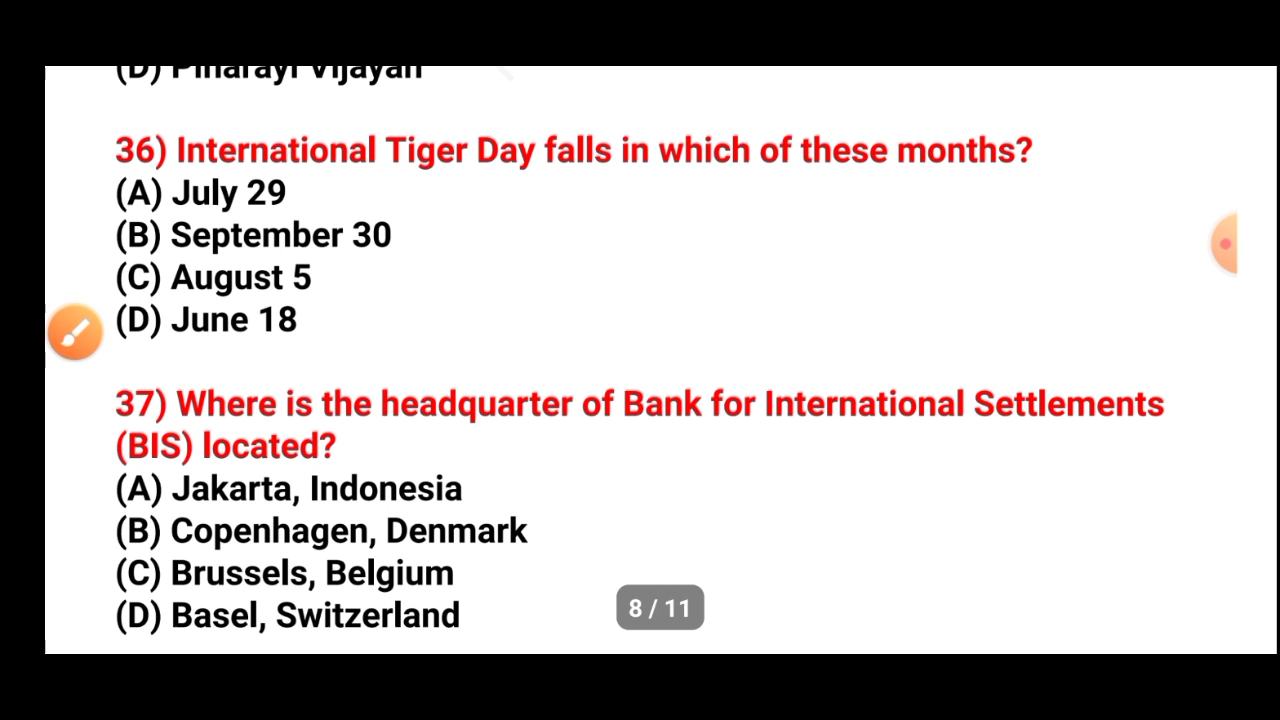 (D) Pinarayi Vijayan
36) International Tiger Day falls in which of these months?
(A) July 29
(B) September 30
(C) August 5
(D) June 18
37) Where is the headquarter of Bank for International Settlements
(BIS) located?
(A) Jakarta, Indonesia
(B) Copenhagen, Denmark
(C) Brussels, Belgium
(D) Basel, Switzerland
8 / 11